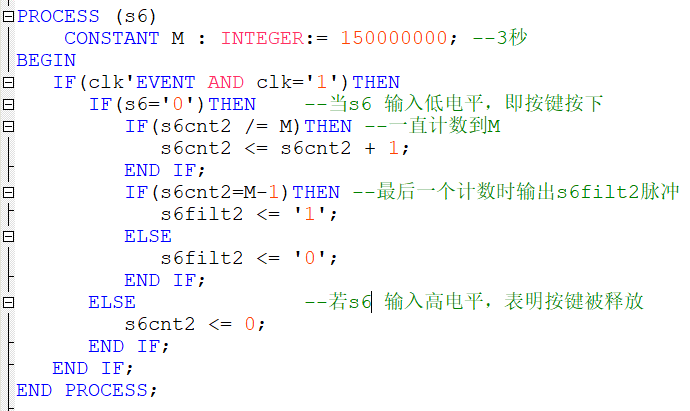 PROCESS (s6)
    CONSTANT M : INTEGER:= 150000000; --3秒
BEGIN
   IF(clk'EVENT AND clk='1')THEN
      IF(s6='0')THEN    --当s6 输入低电平，即按键按下
         IF(s6cnt2 /= M)THEN --一直计数到M
            s6cnt2 <= s6cnt2 + 1;
         END IF;
         IF(s6cnt2=M-1)THEN --最后一个计数时输出s6filt2脉冲
            s6filt2 <= '1';
         ELSE
            s6filt2 <= '0';
         END IF;
      ELSE              --若s6 输入高电平，表明按键被释放
         s6cnt2 <= 0;
      END IF;
   END IF;
END PROCESS;